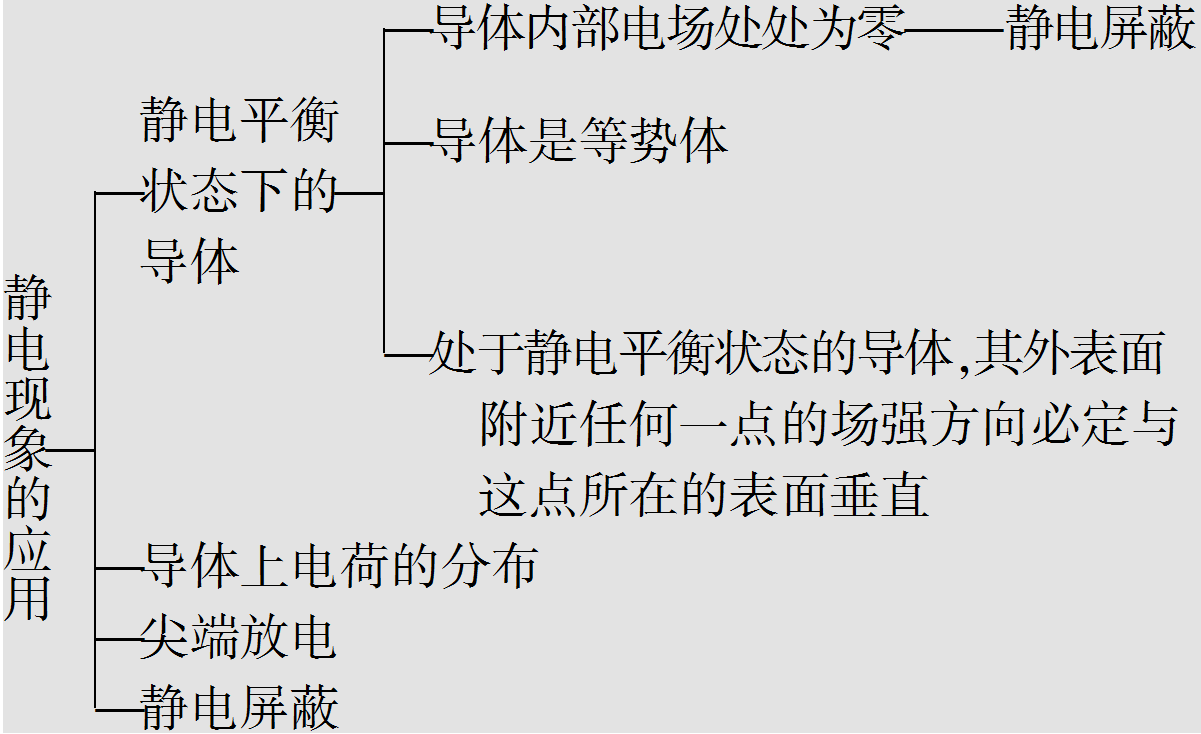 静电现象的应用
静电平衡
状态下的
导体
导体内部电场处处为零
静电屏蔽
导体是等势体
处于静电平衡状态的导体,其外表面
附近任何一点的场强方向必定与
这点所在的表面垂直
导体上电荷的分布
尖端放电
静电屏蔽